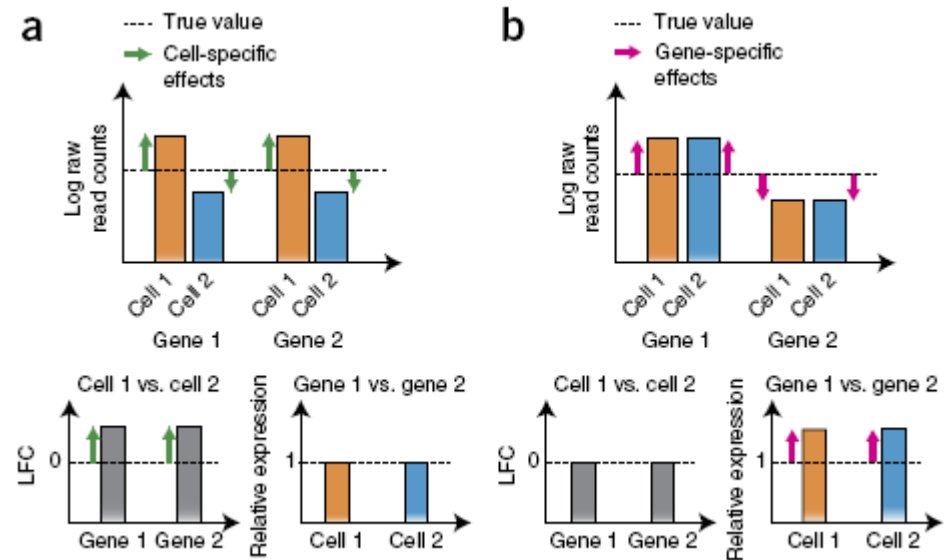 a
True value
Cell-specific
effects
Log raw
read counts
Cell 1
Cell 2
Cell 1
Cell 2
Gene 1
Gene 2
Cell 1 vs. cell 2
LFC
0
Gene 1
Gene 2
Gene 1 vs. gene 2
Relative expression
1
Cell 1
Cell 2
b
True value
Gene-specific
effects
Log raw
read counts
Cell 1
Cell 2
Cell 1
Cell 2
Gene 1
Gene 2
Cell 1 vs. cell 2
LFC
0
Gene 1
Gene 2
Gene 1 vs. gene 2
Relative expression
1
Cell 1
Cell 2